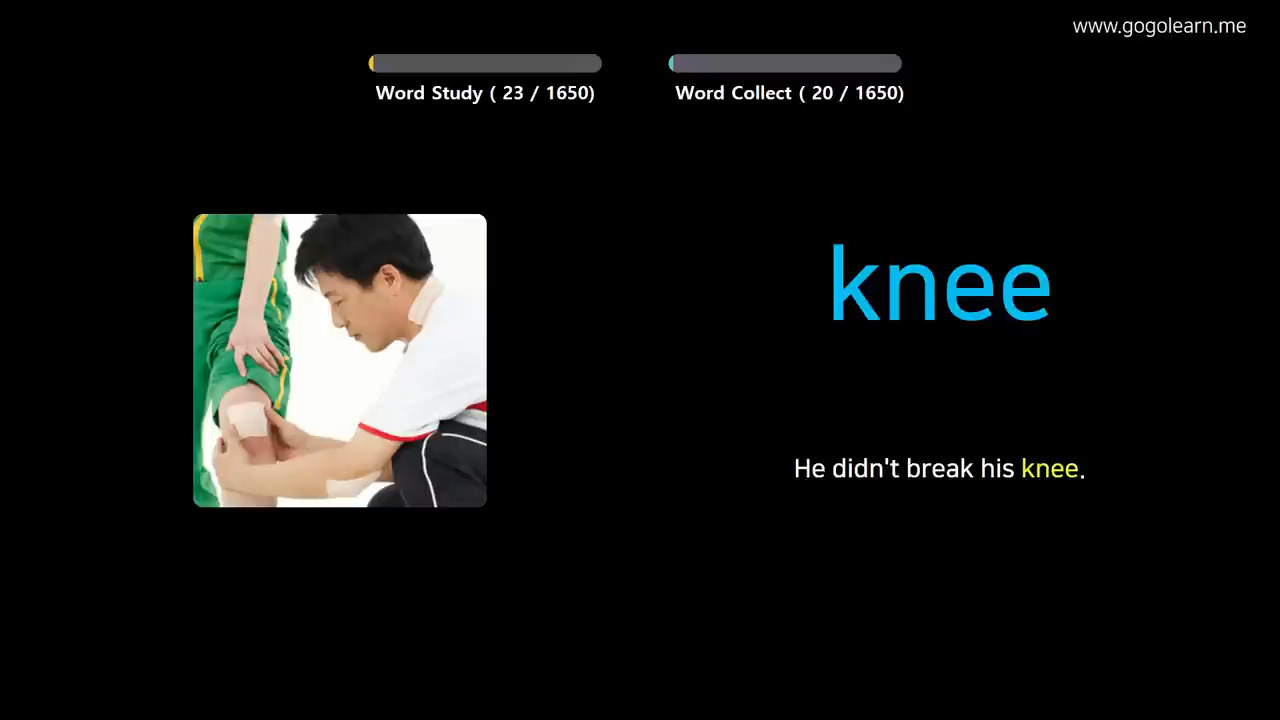 www.gogolearn.me
Word Study ( 23 / 1650)
Word Collect ( 20 / 1650)
knee
He didn't break his knee.